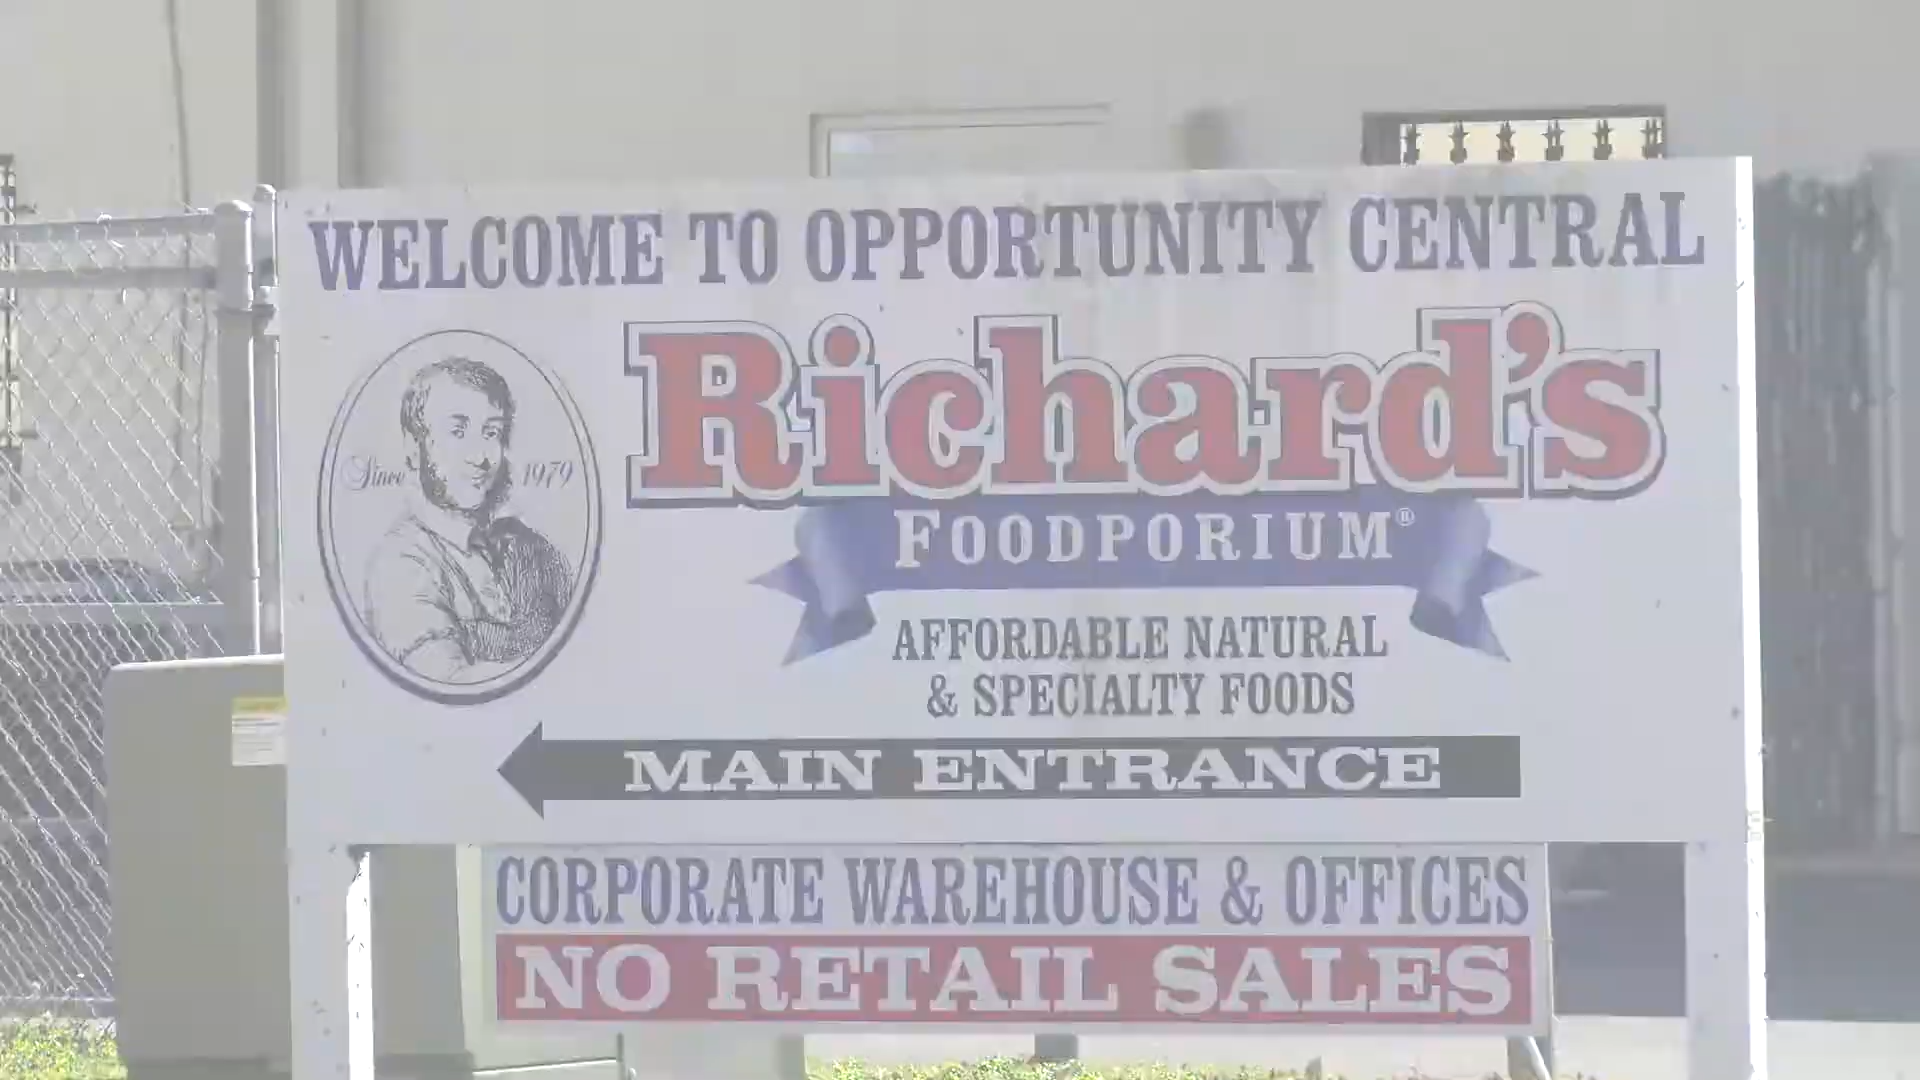 WELCOME TO OPPORTUNITY CENTRAL
Richard's
FOODPORIUM®
Since 1979
AFFORDABLE NATURAL
& SPECIALTY FOODS
MAIN ENTRANCE
CORPORATE WAREHOUSE & OFFICES
NO RETAIL SALES